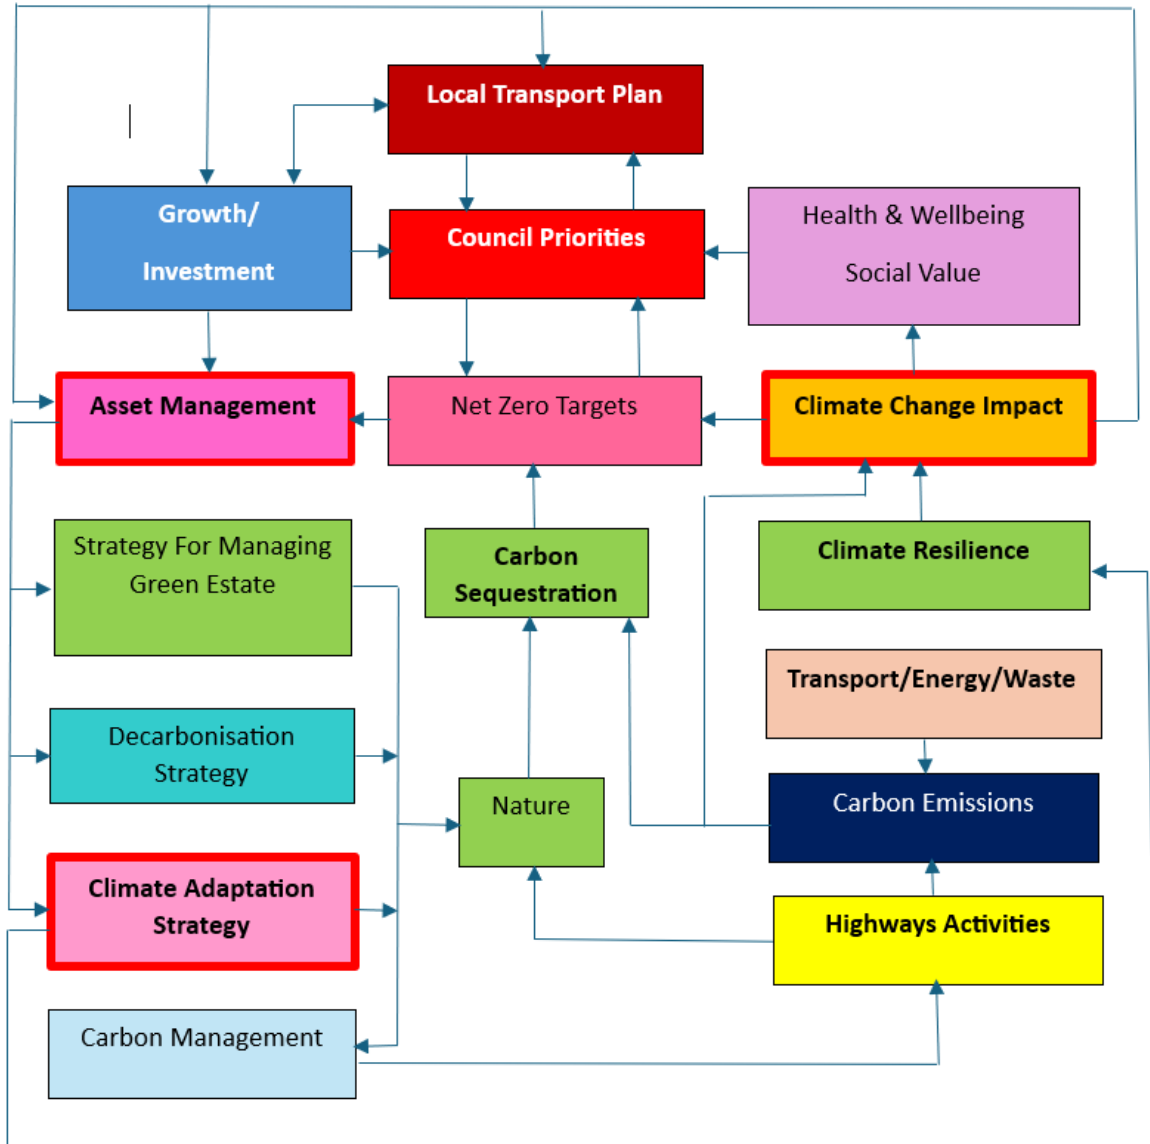 Local Transport Plan
Growth/
Investment
Council Priorities
Health & Wellbeing
Social Value
Asset Management
Net Zero Targets
Climate Change Impact
Strategy For Managing
Green Estate
Carbon
Sequestration
Climate Resilience
Transport/Energy/Waste
Decarbonisation
Strategy
Nature
Carbon Emissions
Climate Adaptation
Strategy
Highways Activities
Carbon Management